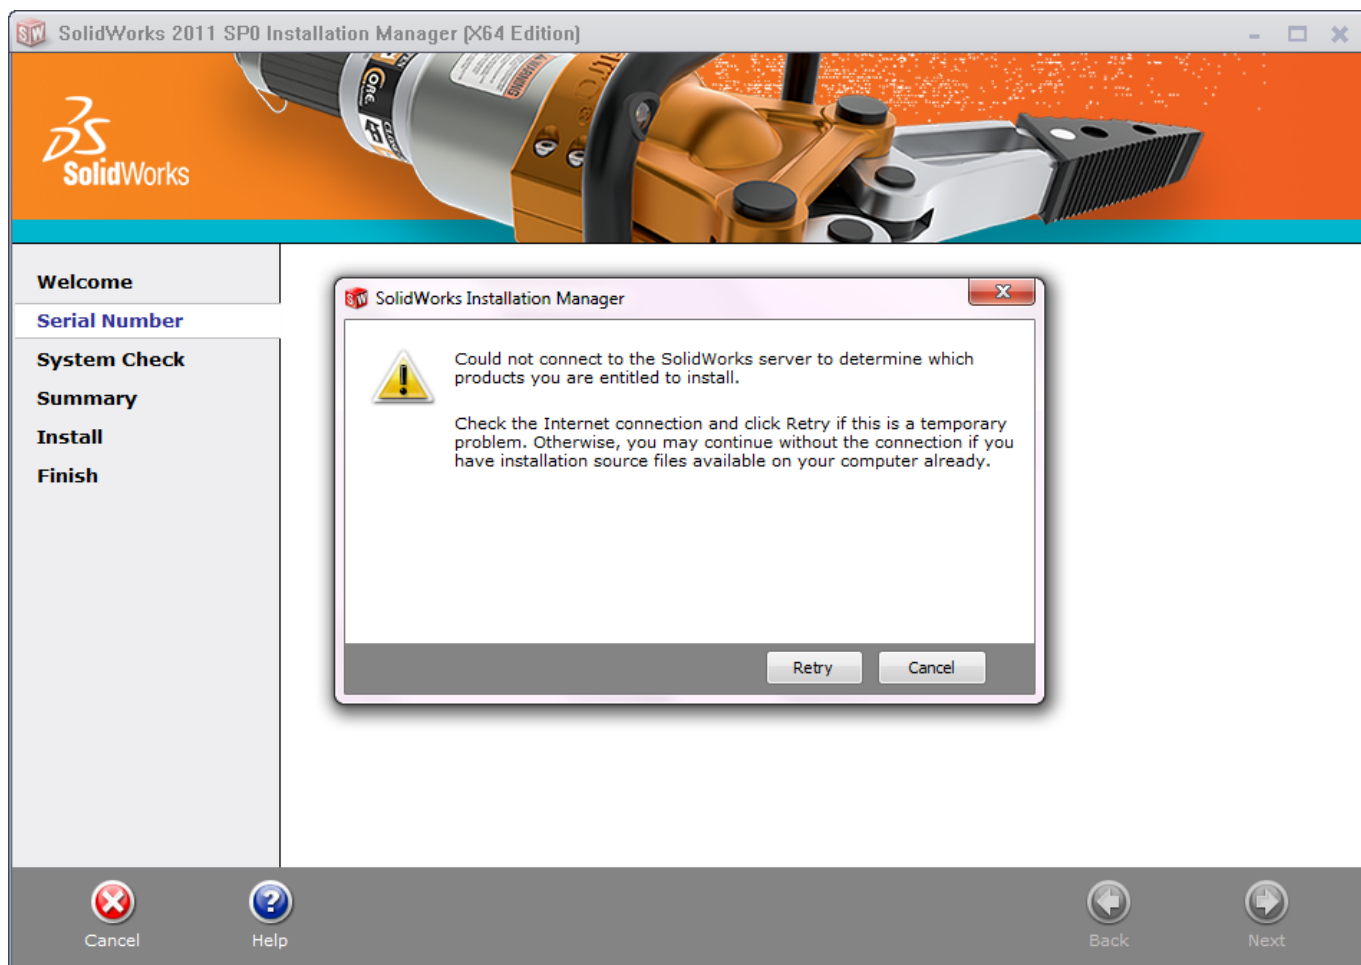 SolidWorks 2011 SP0 Installation Manager (X64 Edition)
WARNING
CORE
SolidWorks
Welcome
Serial Number
System Check
Summary
Install
Finish
SolidWorks Installation Manager
Could not connect to the SolidWorks server to determine which
products you are entitled to install.
Check the Internet connection and click Retry if this is a temporary
problem. Otherwise, you may continue without the connection if you
have installation source files available on your computer already.
Retry
Cancel
Cancel
Help
Back
Next